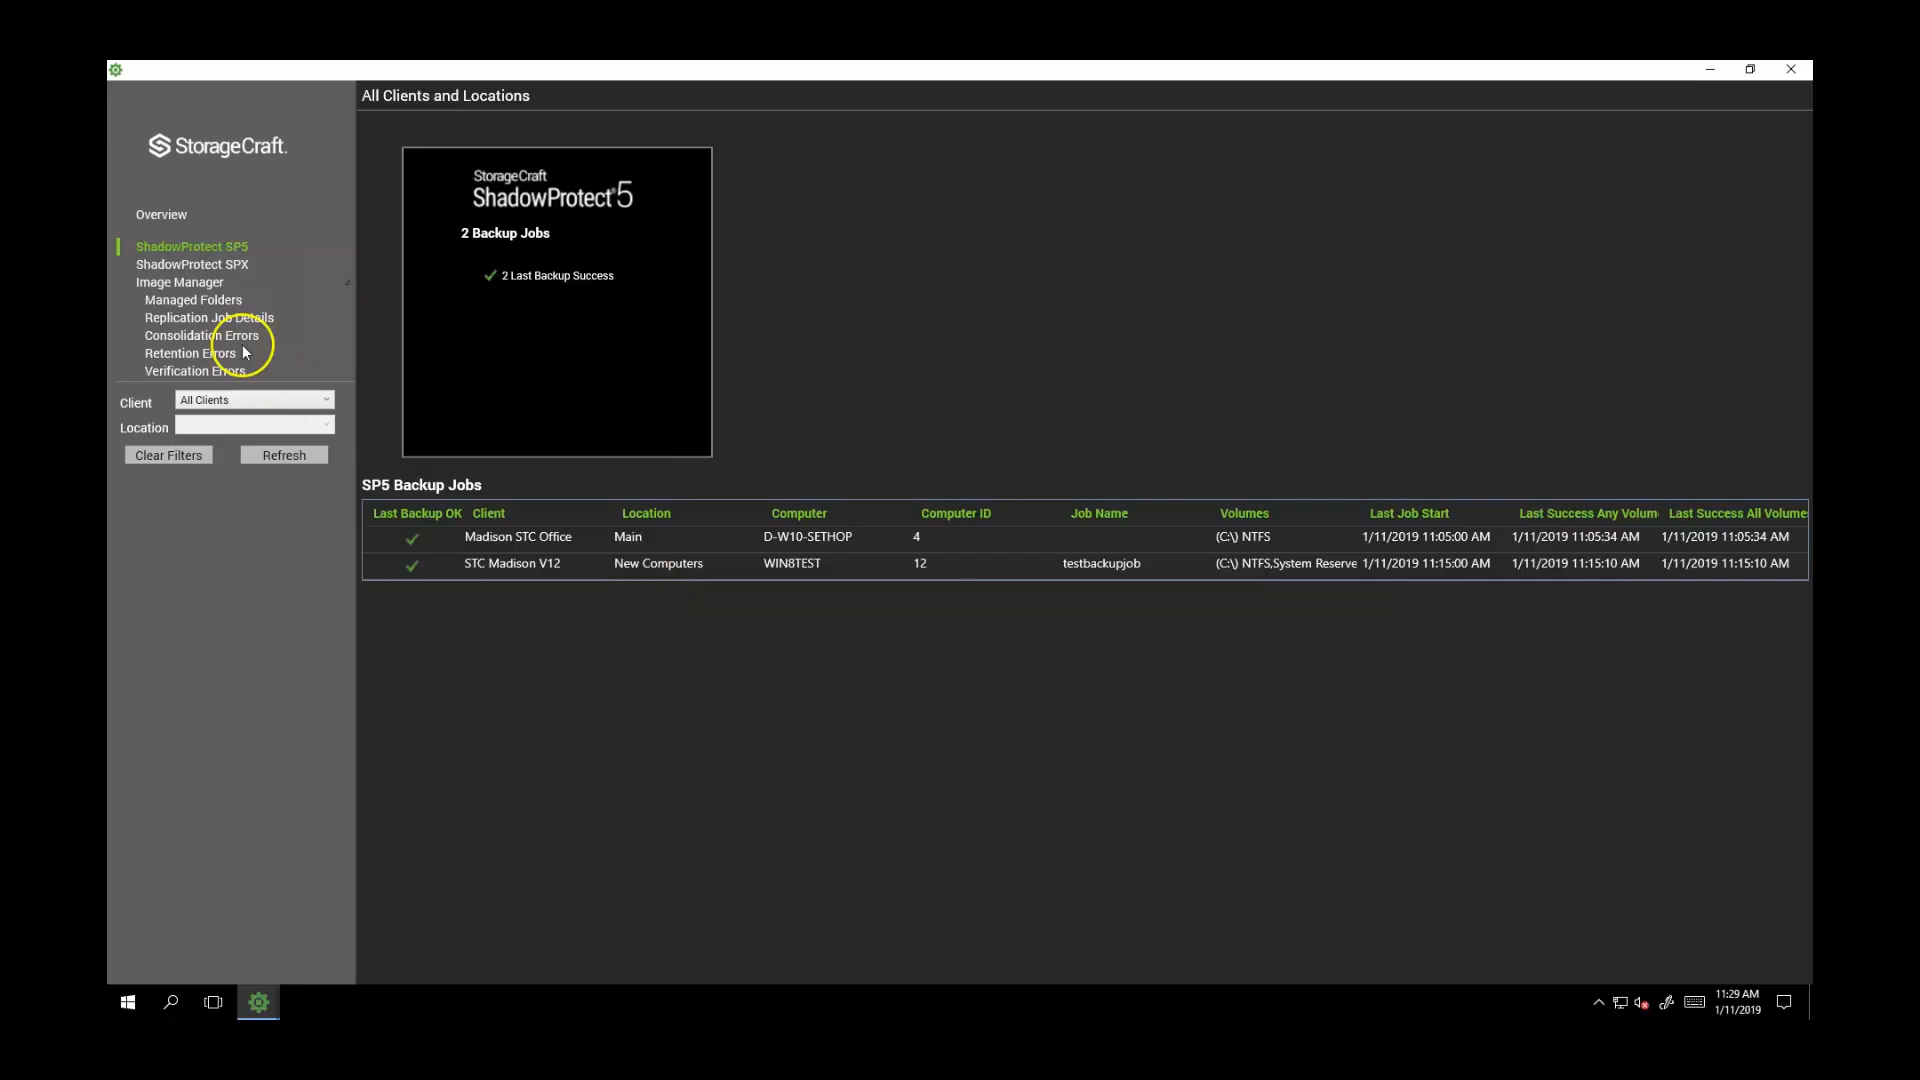 All Clients and Locations
StorageCraft.
Overview
ShadowProtect SP5
ShadowProtect SPX
Image Manager
Managed Folders
Replication Job Details
Consolidation Errors
Retention Errors
Verification Errors
Client All Clients
Location
Clear Filters Refresh
StorageCraft
ShadowProtect 5
2 Backup Jobs
2 Last Backup Success
SP5 Backup Jobs
Last Backup OK Client Location Computer Computer ID Job Name Volumes Last Job Start Last Success Any Volum Last Success All Volume
Madison STC Office Main D-W10-SETHOP 4 (C:\) NTFS 1/11/2019 11:05:00 AM 1/11/2019 11:05:34 AM 1/11/2019 11:05:34 AM
STC Madison V12 New Computers WIN8TEST 12 testbackupjob (C:\) NTFS,System Reserve 1/11/2019 11:15:00 AM 1/11/2019 11:15:10 AM 1/11/2019 11:15:10 AM
11:29 AM
1/11/2019